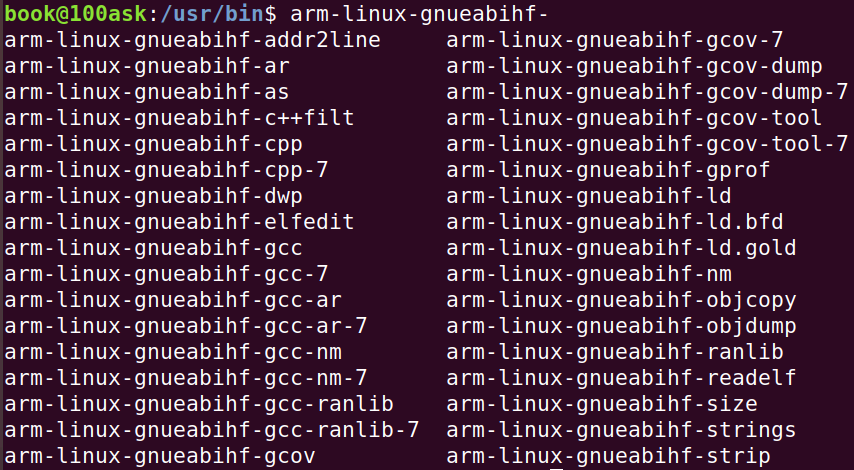 book@100ask:/usr/bin$ arm-linux-gnueabihf-
arm-linux-gnueabihf-addr2line     arm-linux-gnueabihf-gcov-7
arm-linux-gnueabihf-ar            arm-linux-gnueabihf-gcov-dump
arm-linux-gnueabihf-as            arm-linux-gnueabihf-gcov-dump-7
arm-linux-gnueabihf-c++filt       arm-linux-gnueabihf-gcov-tool
arm-linux-gnueabihf-cpp           arm-linux-gnueabihf-gcov-tool-7
arm-linux-gnueabihf-cpp-7         arm-linux-gnueabihf-gprof
arm-linux-gnueabihf-dwp           arm-linux-gnueabihf-ld
arm-linux-gnueabihf-elfedit       arm-linux-gnueabihf-ld.bfd
arm-linux-gnueabihf-gcc           arm-linux-gnueabihf-ld.gold
arm-linux-gnueabihf-gcc-7         arm-linux-gnueabihf-nm
arm-linux-gnueabihf-gcc-ar        arm-linux-gnueabihf-objcopy
arm-linux-gnueabihf-gcc-ar-7      arm-linux-gnueabihf-objdump
arm-linux-gnueabihf-gcc-nm        arm-linux-gnueabihf-ranlib
arm-linux-gnueabihf-gcc-nm-7      arm-linux-gnueabihf-readelf
arm-linux-gnueabihf-gcc-ranlib    arm-linux-gnueabihf-size
arm-linux-gnueabihf-gcc-ranlib-7  arm-linux-gnueabihf-strings
arm-linux-gnueabihf-gcov          arm-linux-gnueabihf-strip